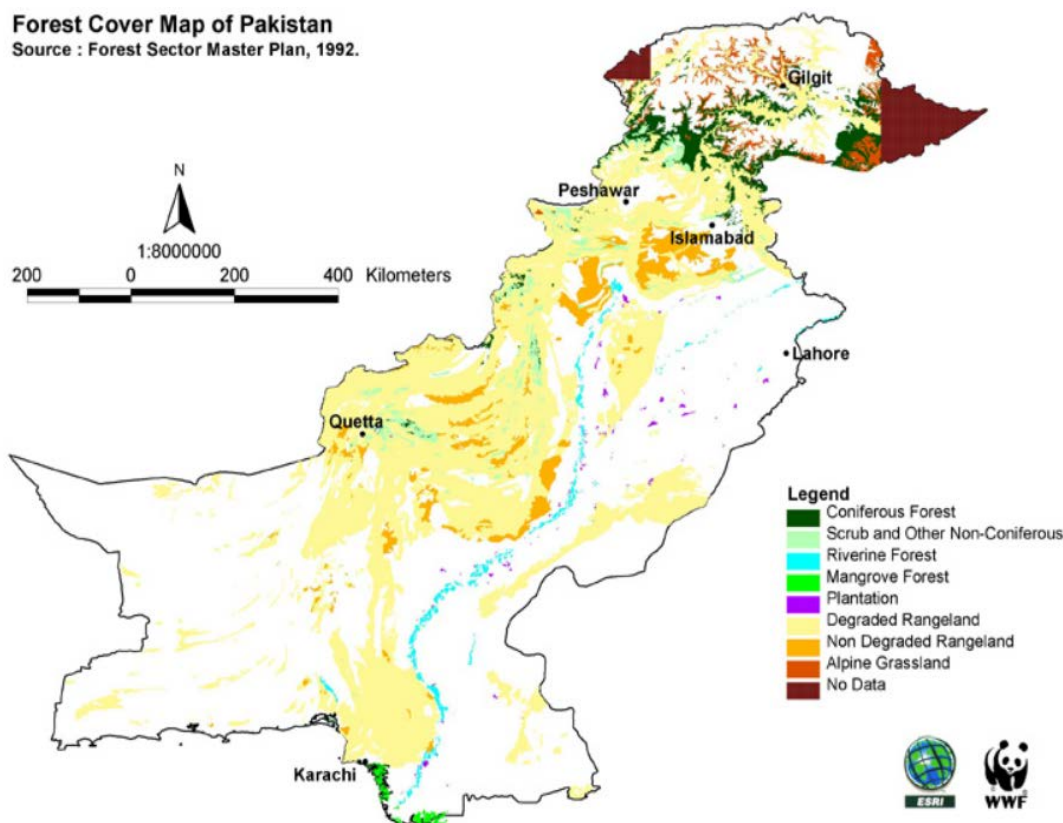 Forest Cover Map of Pakistan
Source : Forest Sector Master Plan, 1992.
Gilgit
N
Peshawar
Islamabad
1:8000000
200 0 200 400 Kilometers
Lahore
Quetta
Legend
Coniferous Forest
Scrub and Other Non-Coniferous
Riverine Forest
Mangrove Forest
Plantation
Degraded Rangeland
Non Degraded Rangeland
Alpine Grassland
No Data
Karachi
ESRI
WWF